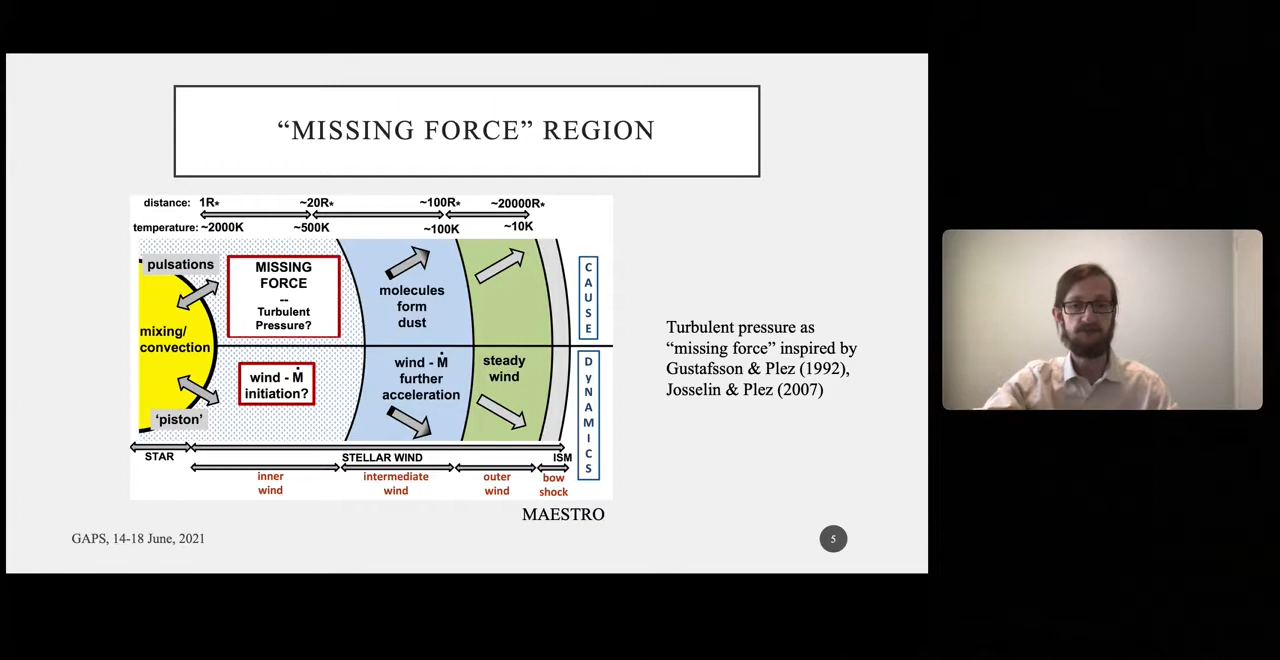 “MISSING FORCE” REGION
distance: 1R* ~20R* ~100R* ~20000R*
temperature: ~2000K ~500K ~100K ~10K
pulsations
MISSING
FORCE
--
Turbulent
Pressure?
molecules
form
dust
CAUSE
mixing/
convection
wind - Ṁ
initiation?
wind - Ṁ
further
acceleration
steady
wind
DYNAMICS
‘piston’
STAR STELLAR WIND ISM
inner
wind
intermediate
wind
outer
wind
bow
shock
MAESTRO
Turbulent pressure as
“missing force” inspired by
Gustafsson & Plez (1992),
Josselin & Plez (2007)
GAPS, 14-18 June, 2021
5